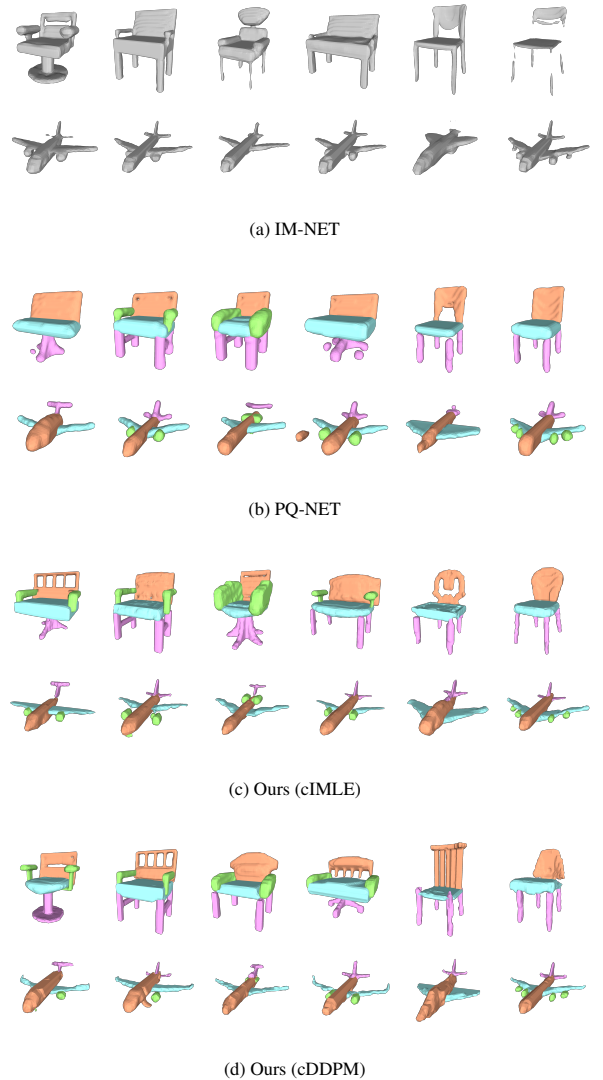 (a) IM-NET
(b) PQ-NET
(c) Ours (cIMLE)
(d) Ours (cDDPM)